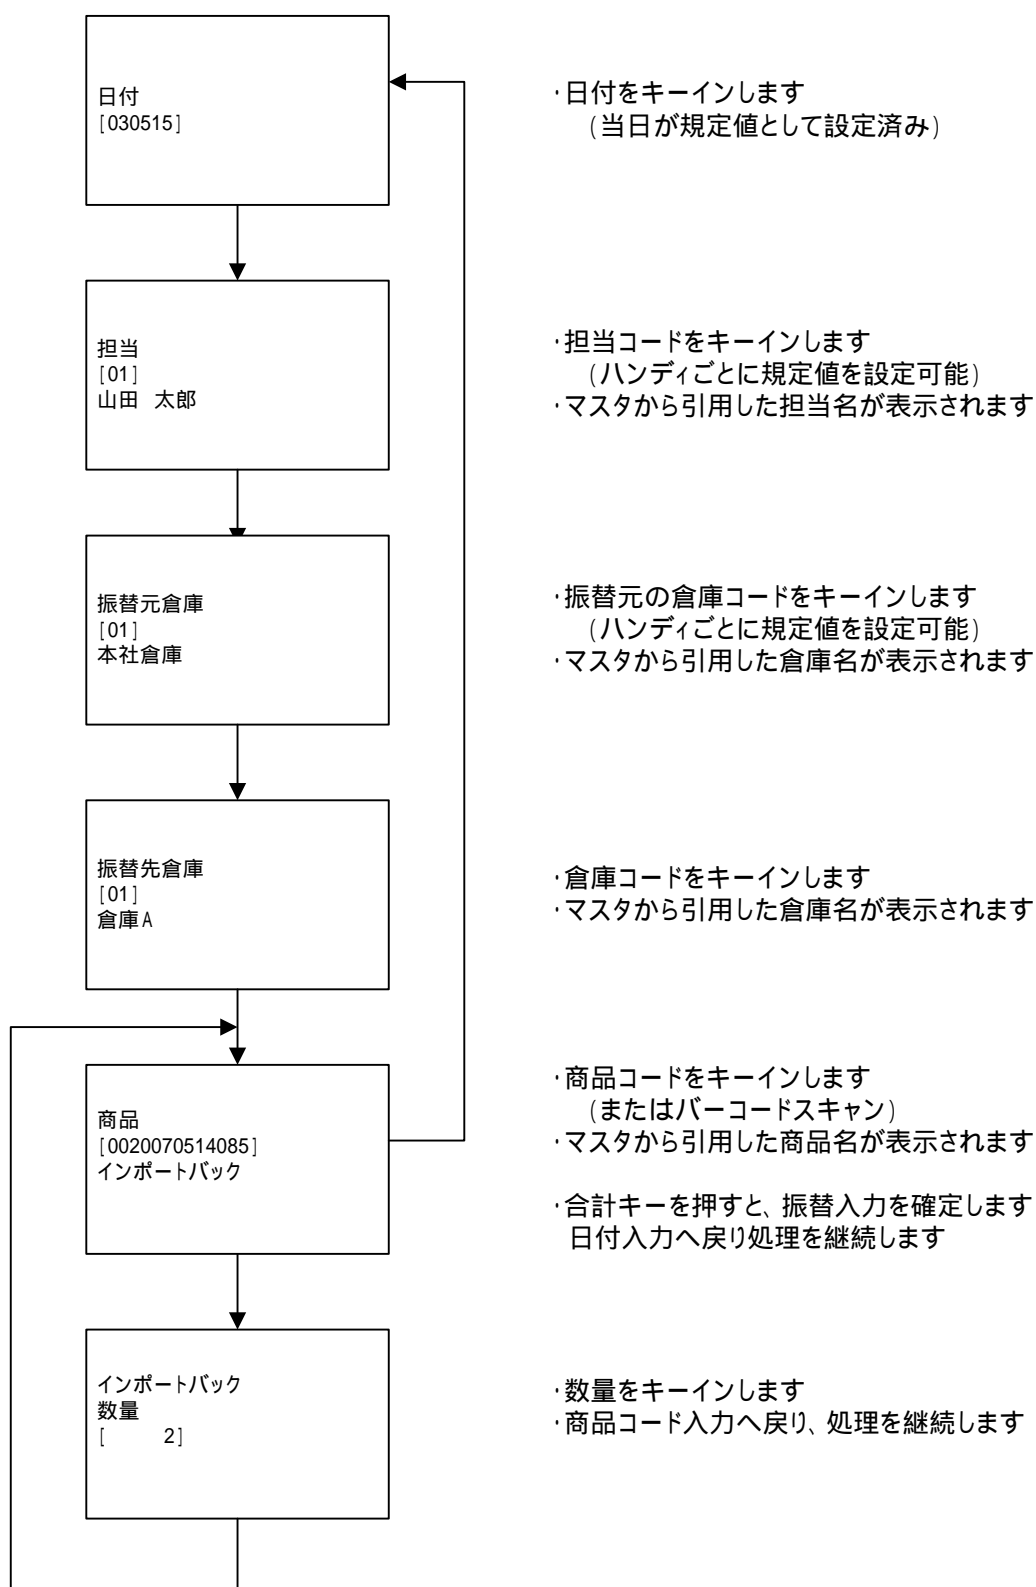 日付
[030515]
・日付をキーインします
(当日が規定値として設定済み)
担当
[01]
山田　太郎
・担当コードをキーインします
(ハンディごとに規定値を設定可能)
・マスタから引用した担当名が表示されます
振替元倉庫
[01]
本社倉庫
・振替元の倉庫コードをキーインします
(ハンディごとに規定値を設定可能)
・マスタから引用した倉庫名が表示されます
振替先倉庫
[01]
倉庫A
・倉庫コードをキーインします
・マスタから引用した倉庫名が表示されます
商品
[0020070514085]
インポートバック
・商品コードをキーインします
(またはバーコードスキャン)
・マスタから引用した商品名が表示されます
・合計キーを押すと、振替入力を確定します
日付入力へ戻り処理を継続します
インポートバック
数量
[　　2]
・数量をキーインします
・商品コード入力へ戻り、処理を継続します